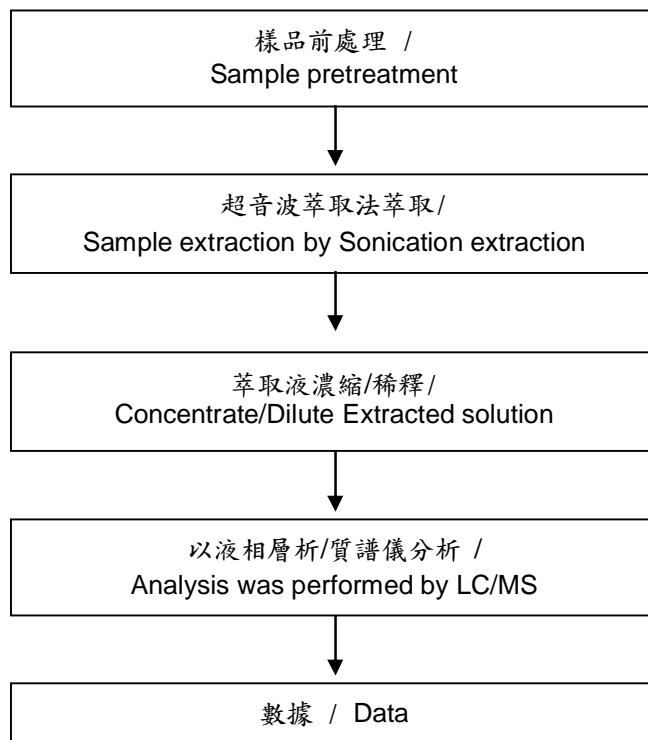 樣品前處理 /
Sample pretreatment
超音波萃取法萃取/
Sample extraction by Sonication extraction
萃取液濃縮/稀釋/
Concentrate/Dilute Extracted solution
以液相層析/質譜儀分析 /
Analysis was performed by LC/MS
數據 / Data